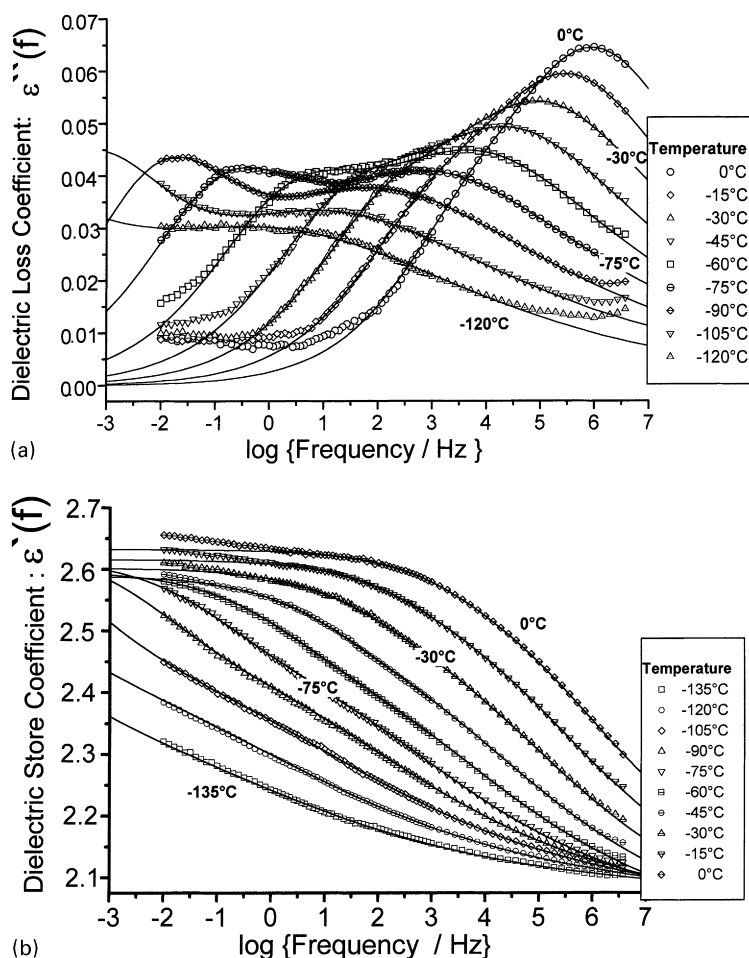 Dielectric Loss Coefficient: ε``(f)
0.07
0.06
0.05
0.04
0.03
0.02
0.01
0.00
0°C
-30°C
-75°C
-120°C
-3 -2 -1 0 1 2 3 4 5 6 7
log {Frequency / Hz }
(a)
Temperature
0°C
-15°C
-30°C
-45°C
-60°C
-75°C
-90°C
-105°C
-120°C
Dielectric Store Coefficient : ε`(f)
2.7
2.6
2.5
2.4
2.3
2.2
2.1
0°C
-30°C
-75°C
-135°C
-3 -2 -1 0 1 2 3 4 5 6 7
log {Frequency / Hz}
(b)
Temperature
-135°C
-120°C
-105°C
-90°C
-75°C
-60°C
-45°C
-30°C
-15°C
0°C